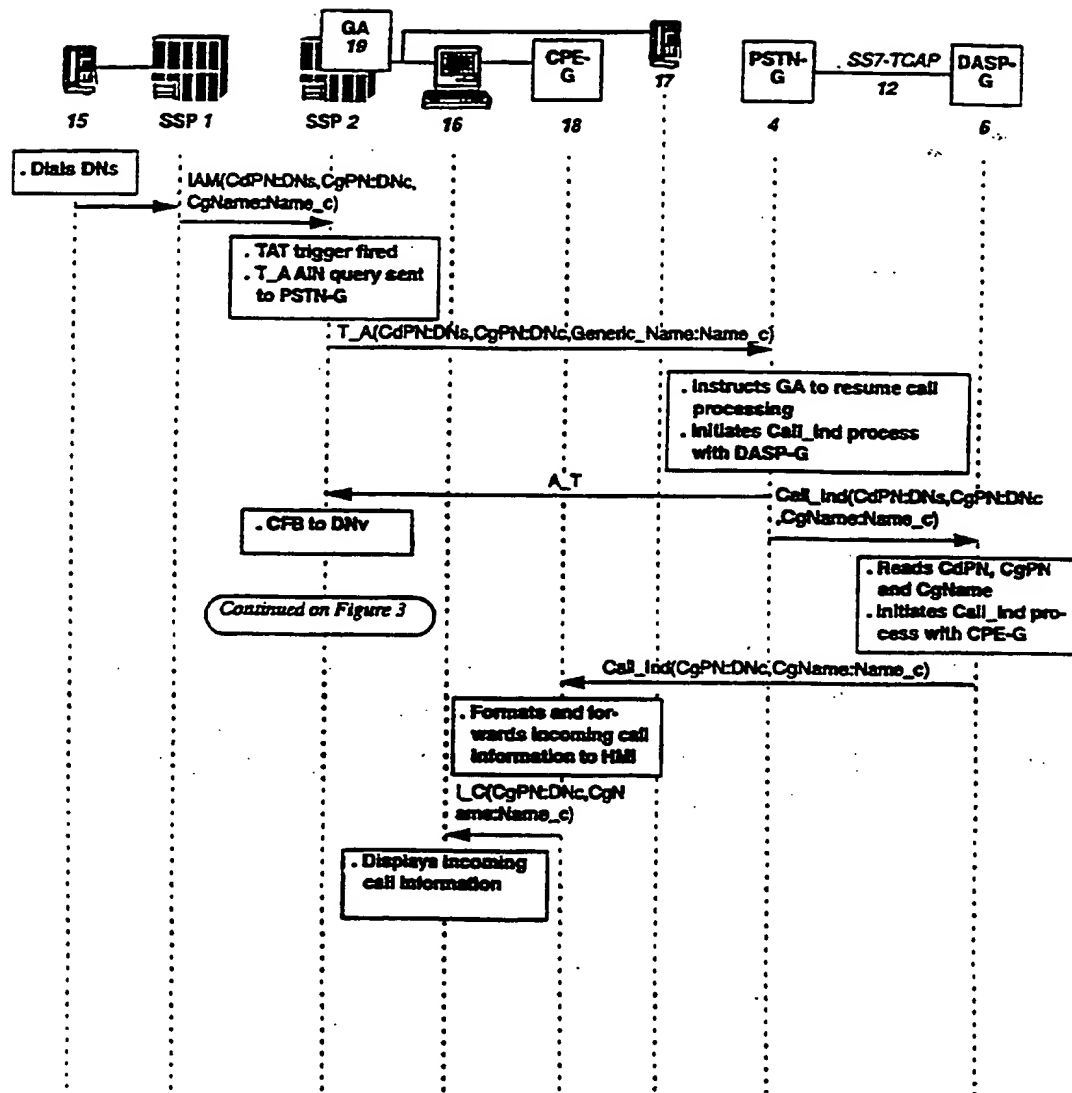 GA
19
CPE-
G
PSTN-
G
SS7-TCAP
12
DASP-
G
15
SSP 1
SSP 2
16
18
17
4
6
. Dials DNs
IAM(CdPN:DNs,CgPN:DNc,
CgName:Name_c)
. TAT trigger fired
. T_A AIN query sent
to PSTN-G
T_A(CdPN:DNs,CgPN:DNc,Generic_Name:Name_c)
. Instructs GA to resume call
processing
. Initiates Call_Ind process
with DASP-G
A_T
Call_Ind(CdPN:DNs,CgPN:DNc
,CgName:Name_c)
. CFB to DNv
. Reads CdPN, CgPN
and CgName
. Initiates Call_Ind pro-
cess with CPE-G
Continued on Figure 3
Call_Ind(CgPN:DNc,CgName:Name_c)
. Formats and for-
wards incoming call
information to HMI
I_C(CgPN:DNc,CgN
ame:Name_c)
. Displays incoming
call information